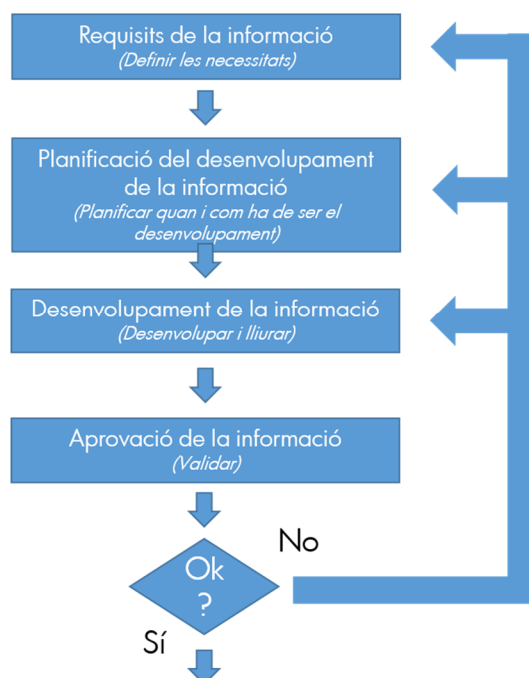 Requisits de la informació
(Definir les necessitats)
Planificació del desenvolupament
de la informació
(Planificar quan i com ha de ser el
desenvolupament)
Desenvolupament de la informació
(Desenvolupar i lliurar)
Aprovació de la informació
(Validar)
No
Ok
?
Sí